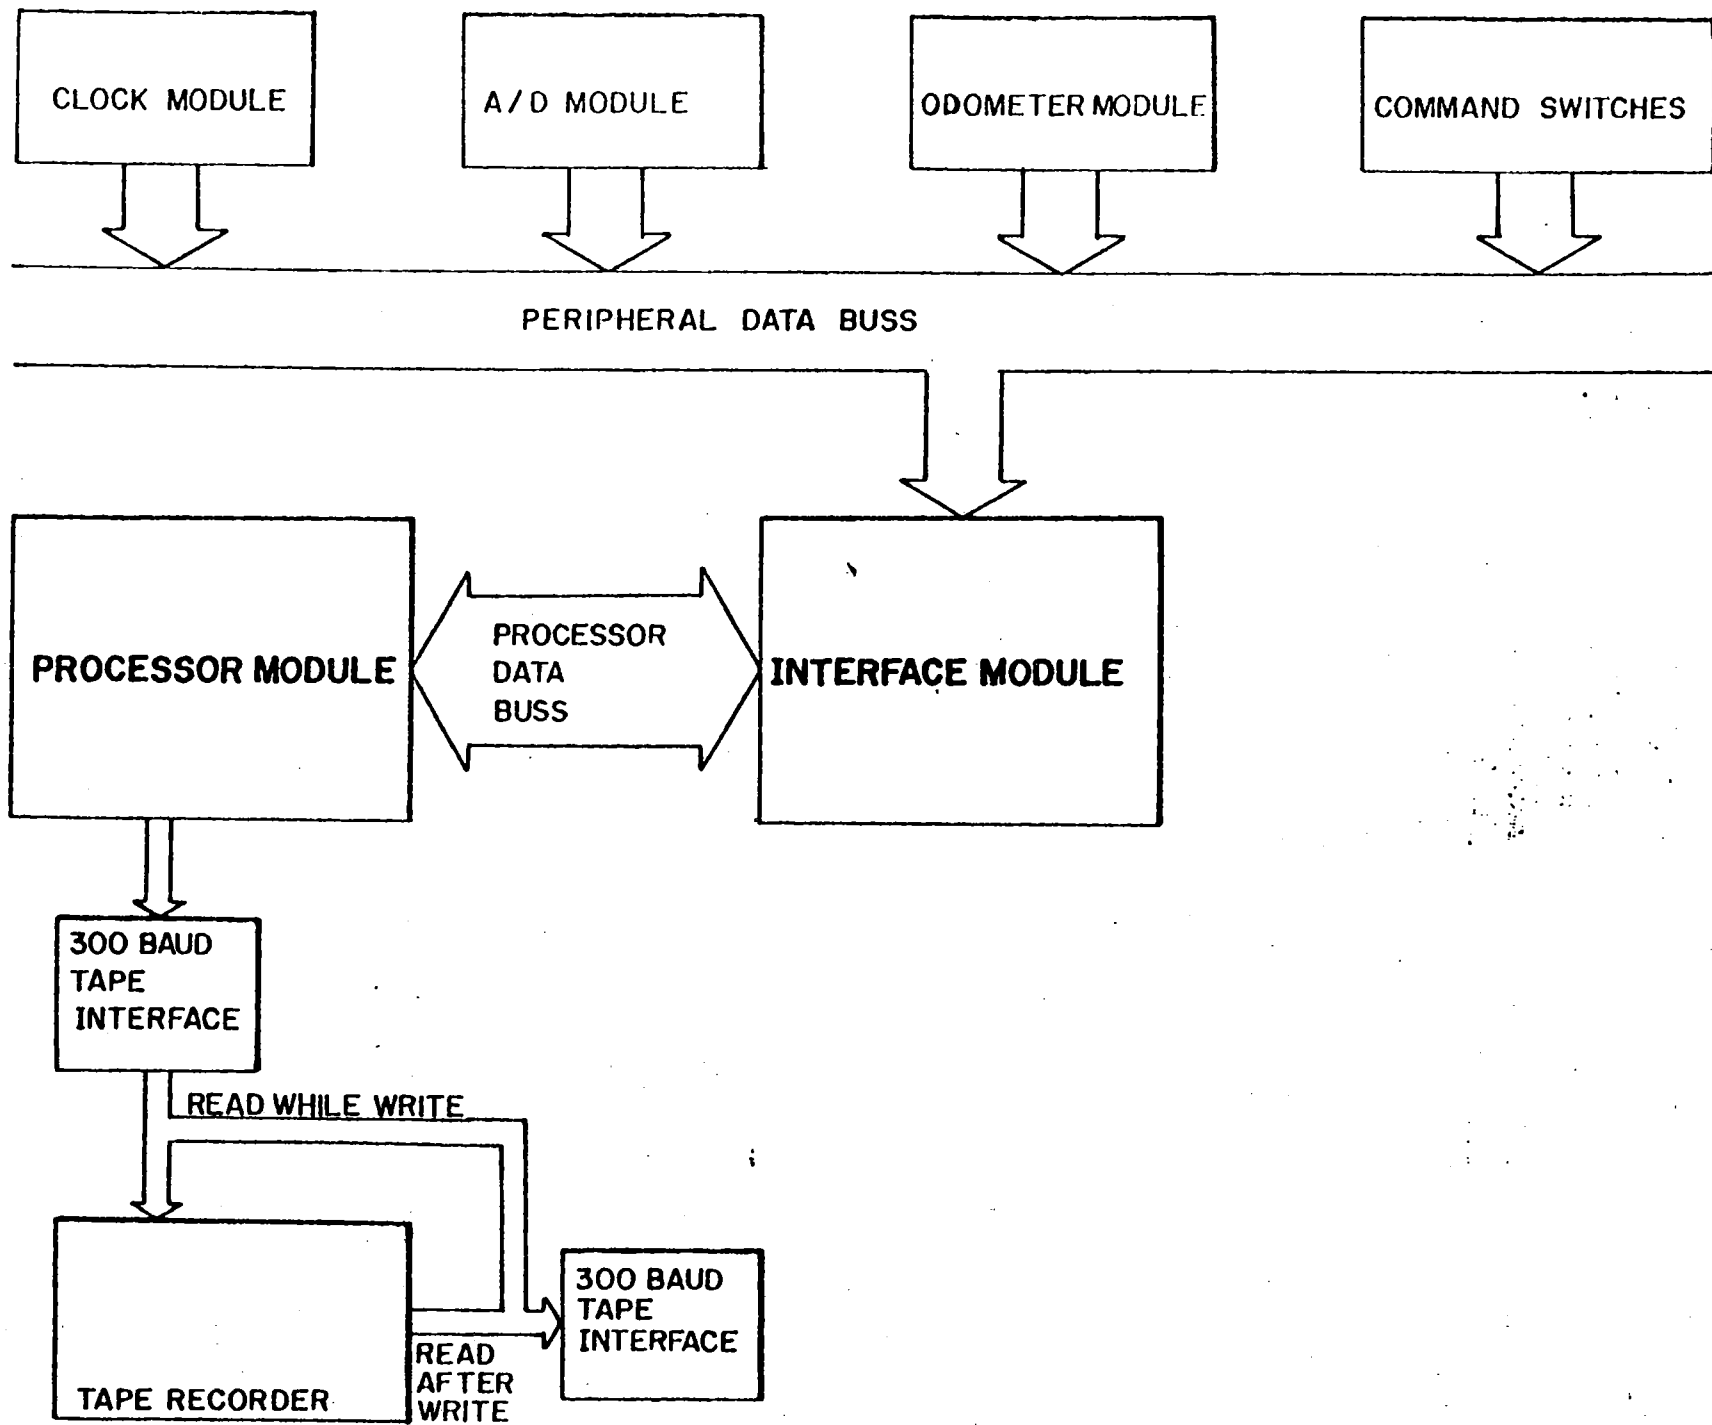 CLOCK MODULE
A/D MODULE
ODOMETER MODULE
COMMAND SWITCHES
PERIPHERAL DATA BUSS
PROCESSOR MODULE
PROCESSOR
DATA
BUSS
INTERFACE MODULE
300 BAUD
TAPE
INTERFACE
READ WHILE WRITE
TAPE RECORDER
READ
AFTER
WRITE
300 BAUD
TAPE
INTERFACE